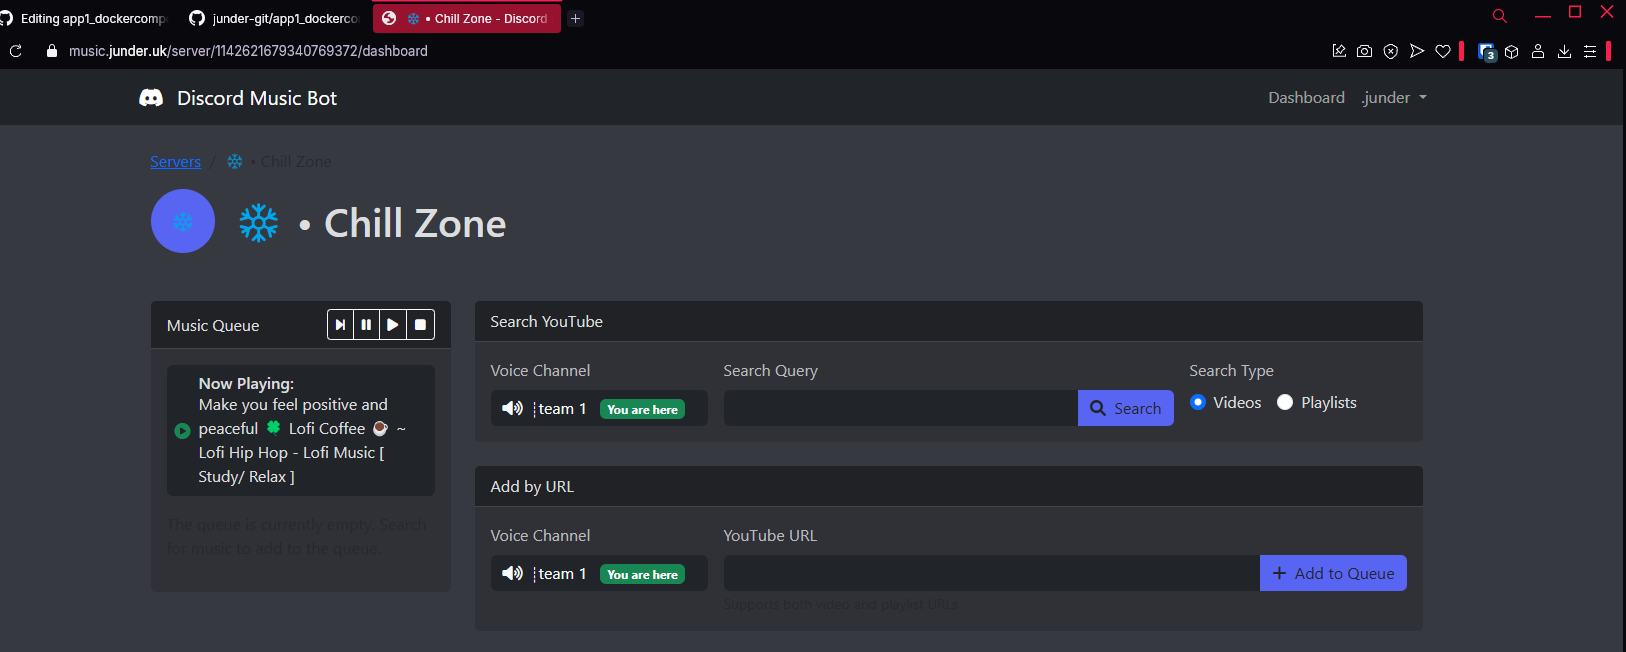 Editing app1_dockercomp
junder-git/app1_dockerco
❄ • Chill Zone - Discord
music.junder.uk/server/1142621679340769372/dashboard
3
Discord Music Bot
Dashboard
.junder
Servers / ❄ • Chill Zone
❄ • Chill Zone
Music Queue
Now Playing:
Make you feel positive and
peaceful 🍀 Lofi Coffee ☕ ~
Lofi Hip Hop - Lofi Music [
Study/ Relax ]
The queue is currently empty. Search
for music to add to the queue.
Search YouTube
Voice Channel
┊team 1 You are here
Search Query
Search
Search Type
Videos Playlists
Add by URL
Voice Channel
┊team 1 You are here
YouTube URL
Add to Queue
Supports both video and playlist URLs